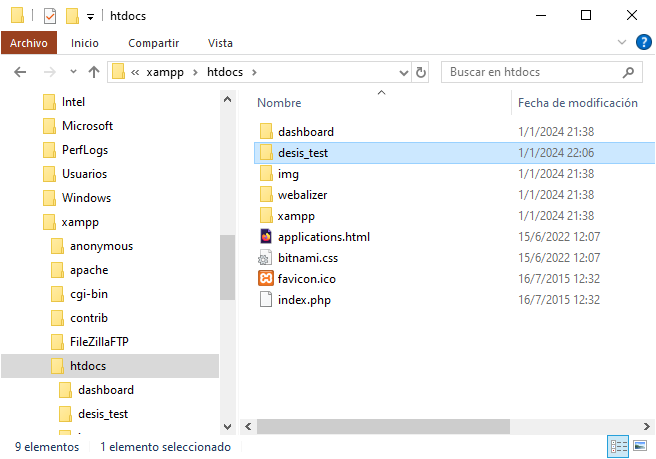 htdocs
Archivo Inicio Compartir Vista
« xampp > htdocs > Buscar en htdocs
Intel
Microsoft
PerfLogs
Usuarios
Windows
xampp
anonymous
apache
cgi-bin
contrib
FileZillaFTP
htdocs
dashboard
desis_test
Nombre Fecha de modificación
dashboard 1/1/2024 21:38
desis_test 1/1/2024 22:06
img 1/1/2024 21:38
webalizer 1/1/2024 21:38
xampp 1/1/2024 21:38
applications.html 15/6/2022 12:07
bitnami.css 15/6/2022 12:07
favicon.ico 16/7/2015 12:32
index.php 16/7/2015 12:32
9 elementos 1 elemento seleccionado